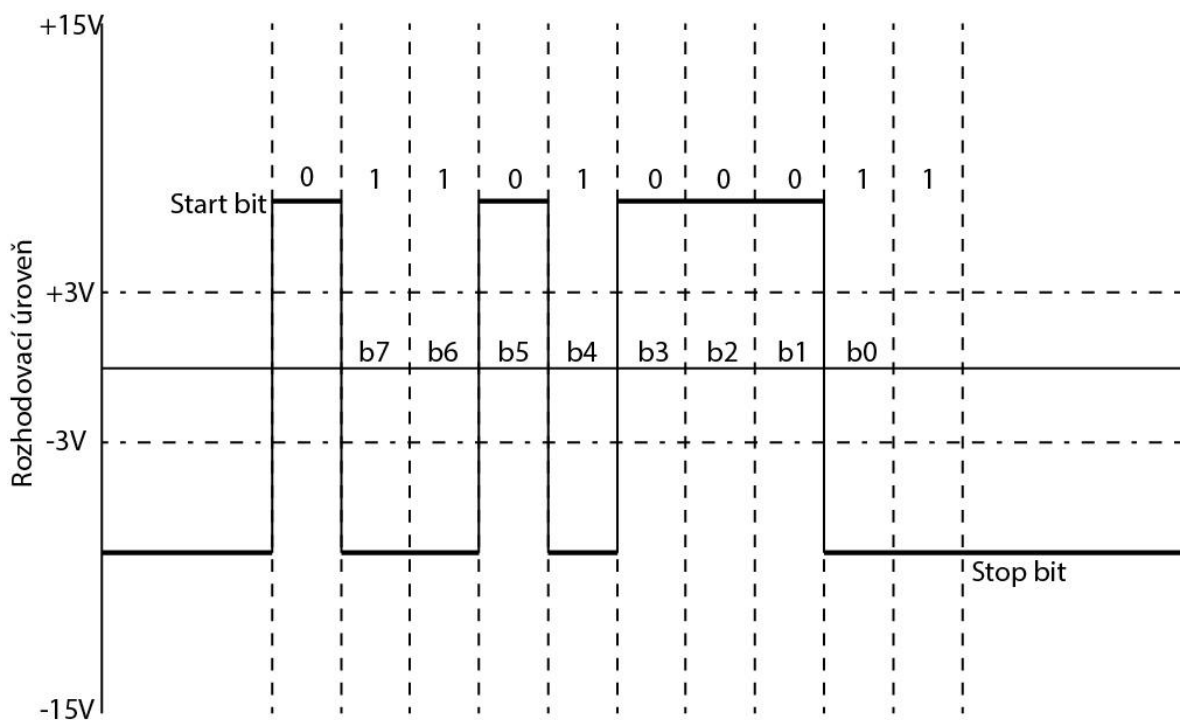 +15V
0 1 1 0 1 0 0 0 1 1
Start bit
Rozhodovací úroveň
+3V
b7 b6 b5 b4 b3 b2 b1 b0
-3V
Stop bit
-15V